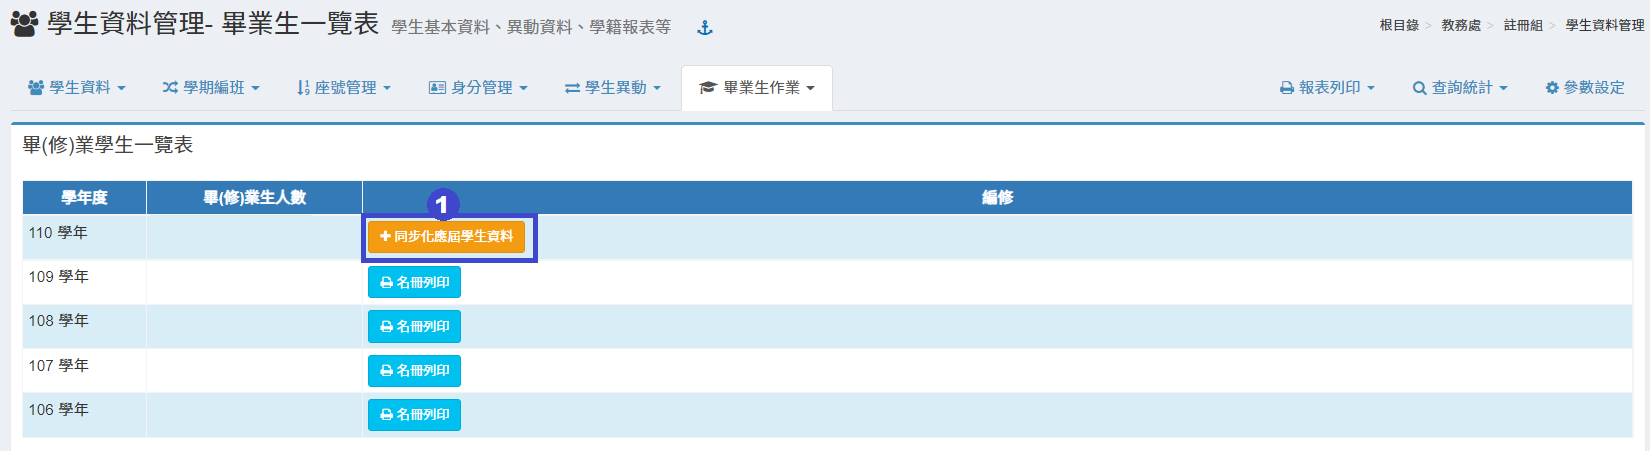 學生資料管理- 畢業生一覽表 學生基本資料、異動資料、學籍報表等
根目錄 > 教務處 > 註冊組 > 學生資料管理
學生資料 學期編班 座號管理 身分管理 學生異動 畢業生作業 報表列印 查詢統計 參數設定
畢(修)業學生一覽表
學年度 畢(修)業生人數 編修
1
110 學年 同步化應屆學生資料
109 學年 名冊列印
108 學年 名冊列印
107 學年 名冊列印
106 學年 名冊列印